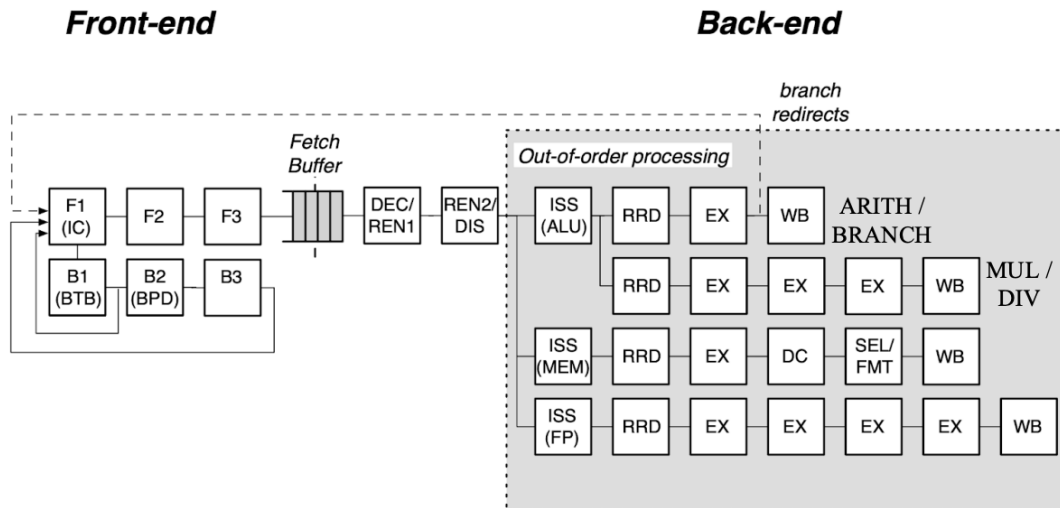 Front-end
Back-end
branch
redirects
Fetch
Buffer
Out-of-order processing
F1
(IC)
F2
F3
DEC/
REN1
REN2/
DIS
ISS
(ALU)
RRD
EX
WB
ARITH /
BRANCH
B1
(BTB)
B2
(BPD)
B3
RRD
EX
EX
EX
WB
MUL /
DIV
ISS
(MEM)
RRD
EX
DC
SEL/
FMT
WB
ISS
(FP)
RRD
EX
EX
EX
EX
WB